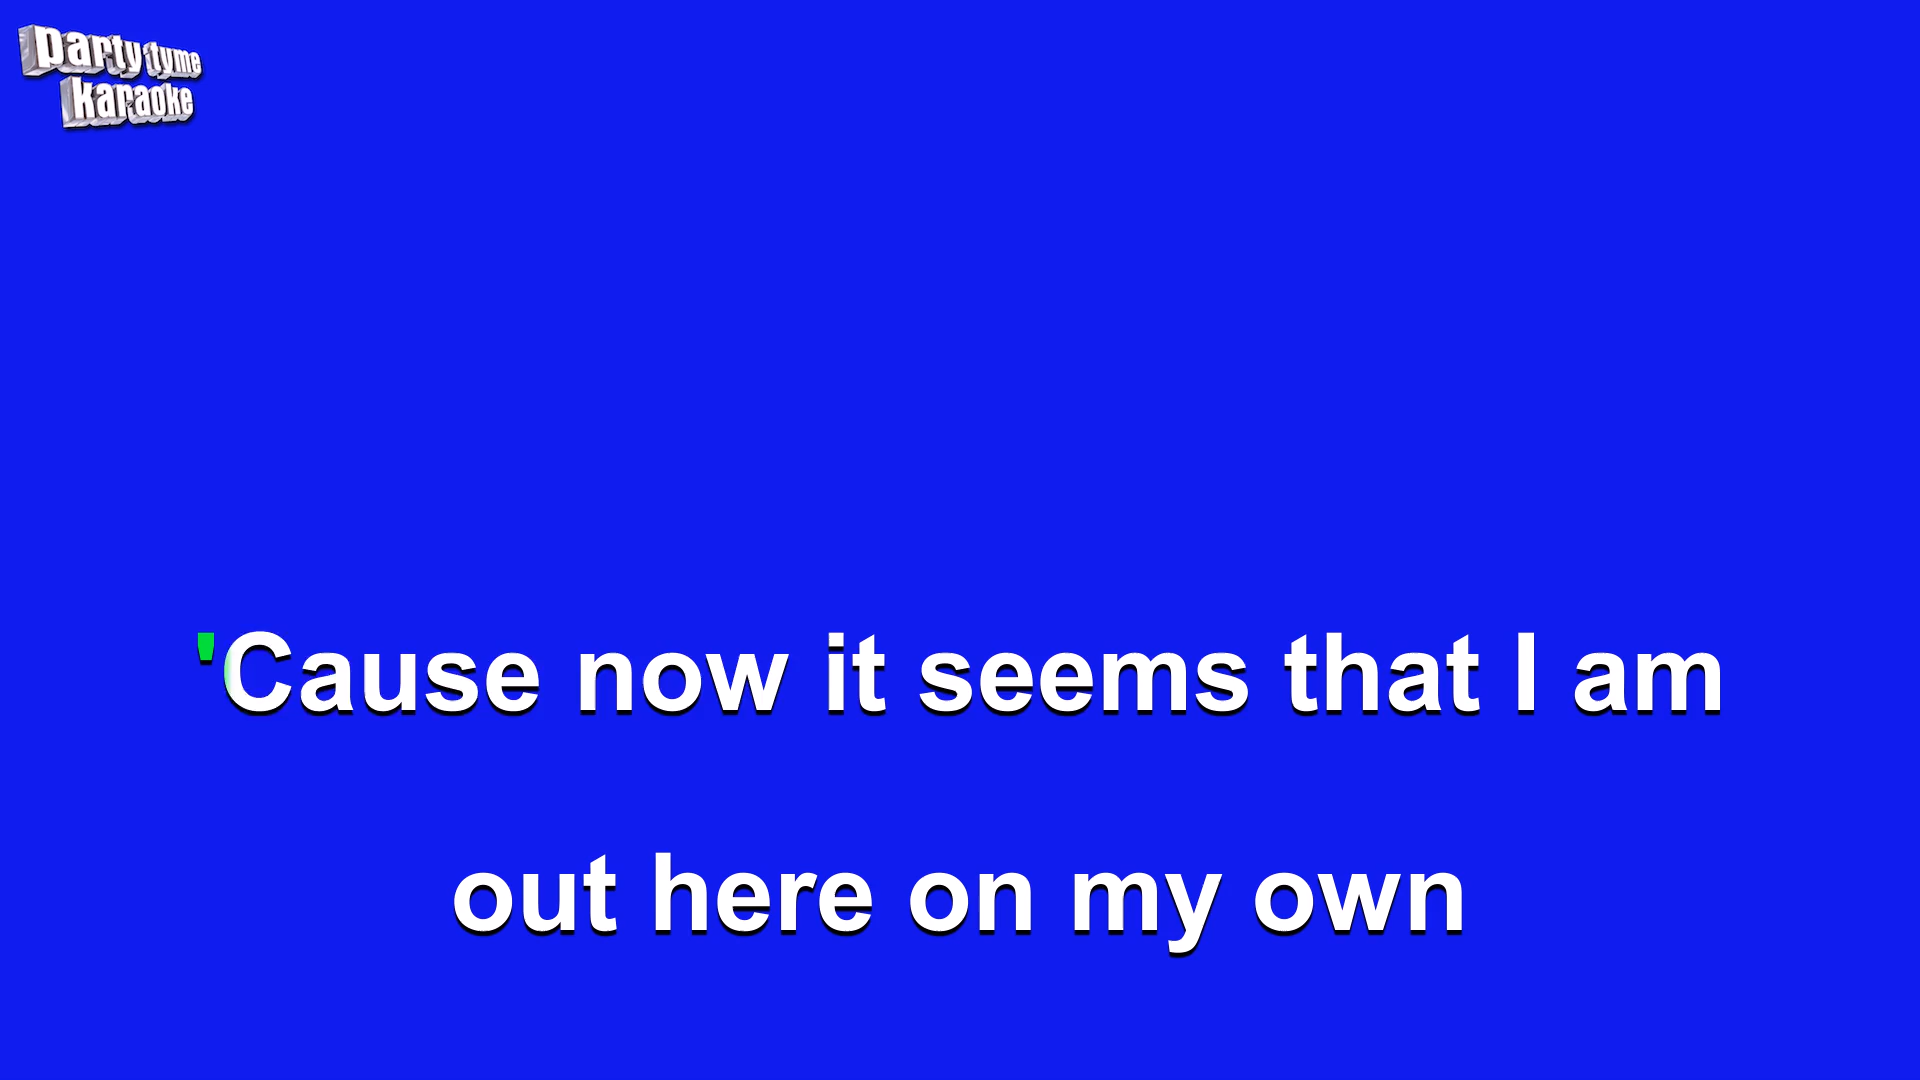 party tyme
karaoke
'Cause now it seems that I am
out here on my own